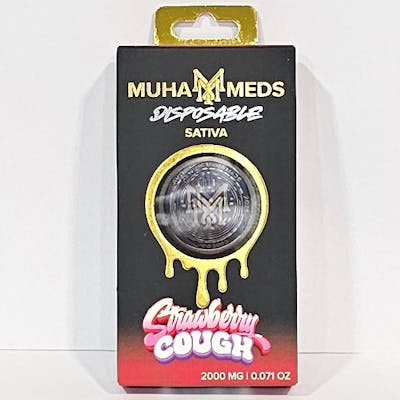 MUHA MEDS
DISPOSABLE
SATIVA
Strawberry
COUGH
2000 MG | 0.071 OZ